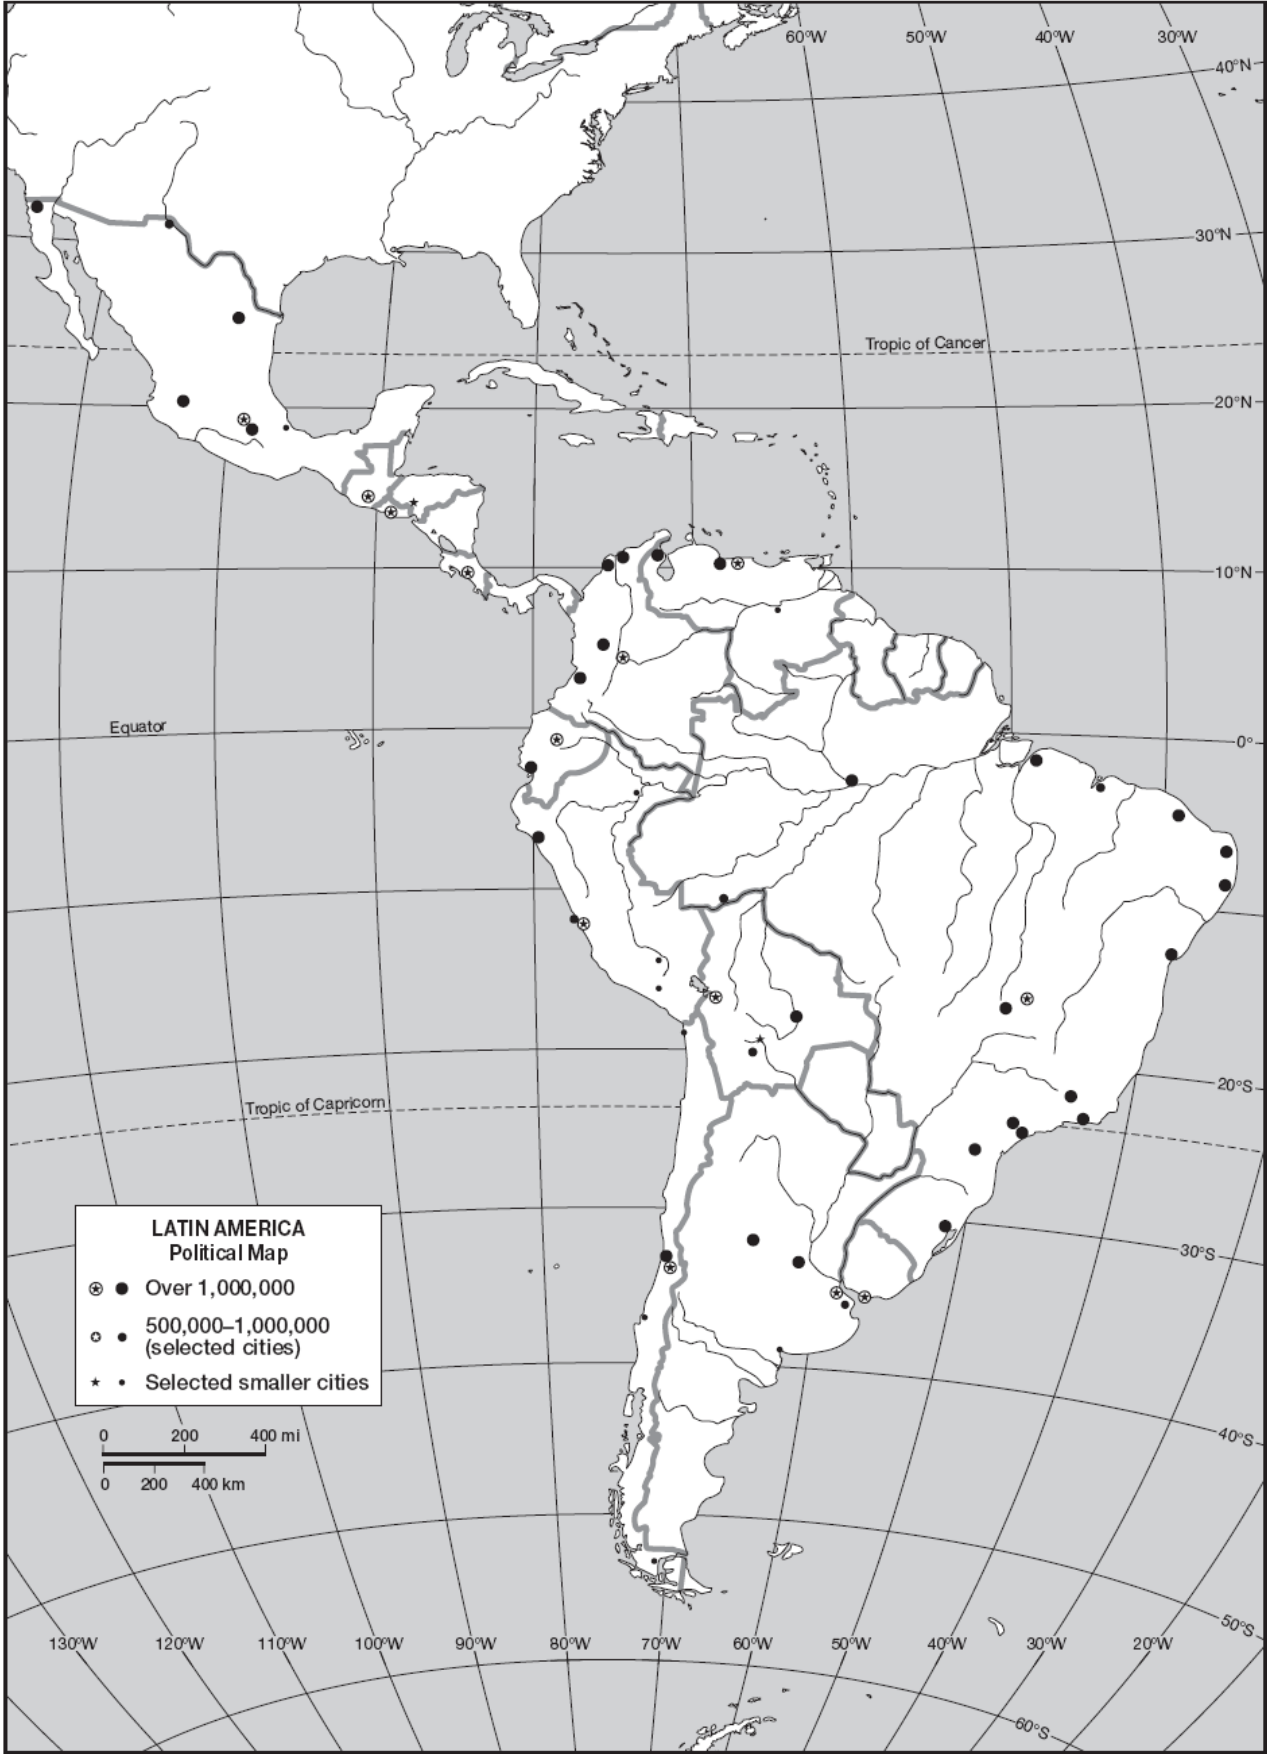 60°W 50°W 40°W 30°W
40°N
30°N
Tropic of Cancer
20°N
10°N
Equator
0°
20°S
Tropic of Capricorn
LATIN AMERICA
Political Map
Over 1,000,000
500,000–1,000,000
(selected cities)
Selected smaller cities
30°S
0 200 400 mi
0 200 400 km
40°S
50°S
130°W 120°W 110°W 100°W 90°W 80°W 70°W 60°W 50°W 40°W 30°W 20°W
60°S